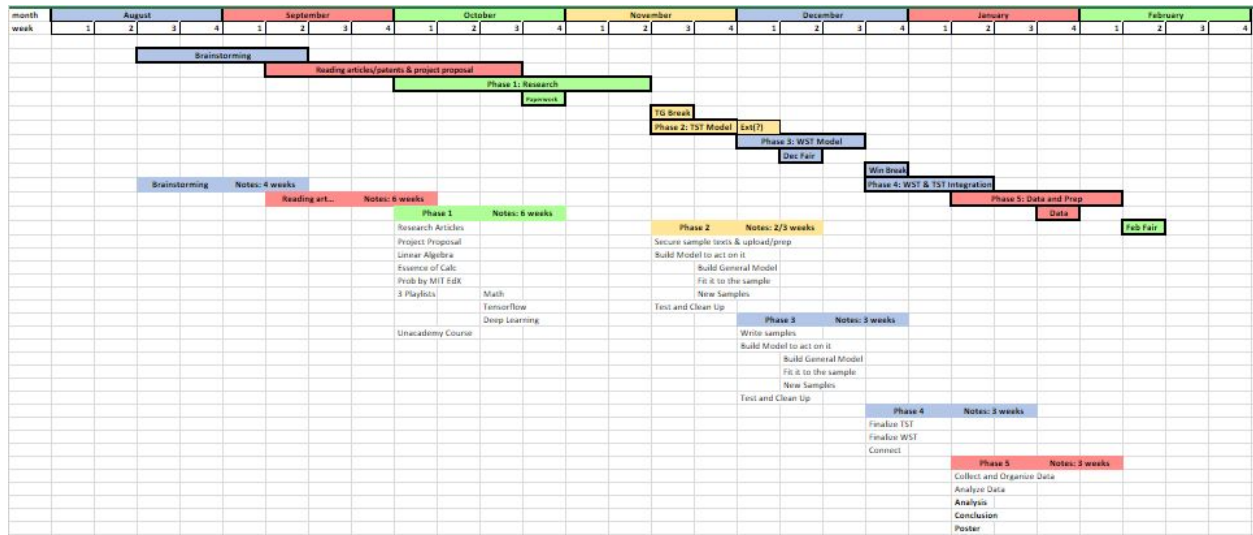 month August September October November December January February
week 1 2 3 4 1 2 3 4 1 2 3 4 1 2 3 4 1 2 3 4 1 2 3 4 1 2 3 4
Brainstorming
Reading articles/patents & project proposal
Phase 1: Research
Paperwork
TG Break
Phase 2: TST Model Ext(?)
Phase 3: WST Model
Dec Fair
Win Break
Brainstorming Notes: 4 weeks Phase 4: WST & TST Integration
Reading art... Notes: 6 weeks Phase 5: Data and Prep
Phase 1 Notes: 6 weeks Data
Research Articles Phase 2 Notes: 2/3 weeks Feb Fair
Project Proposal Secure sample texts & upload/prep
Linear Algebra Build Model to act on it
Essence of Calc Build General Model
Prob by MIT EdX Fit it to the sample
3 Playlists Math New Samples
Tensorflow Test and Clean Up
Deep Learning Phase 3 Notes: 3 weeks
Unacademy Course Write samples
Build Model to act on it
Build General Model
Fit it to the sample
New Samples
Test and Clean Up
Phase 4 Notes: 3 weeks
Finalize TST
Finalize WST
Connect
Phase 5 Notes: 3 weeks
Collect and Organize Data
Analyze Data
Analysis
Conclusion
Poster